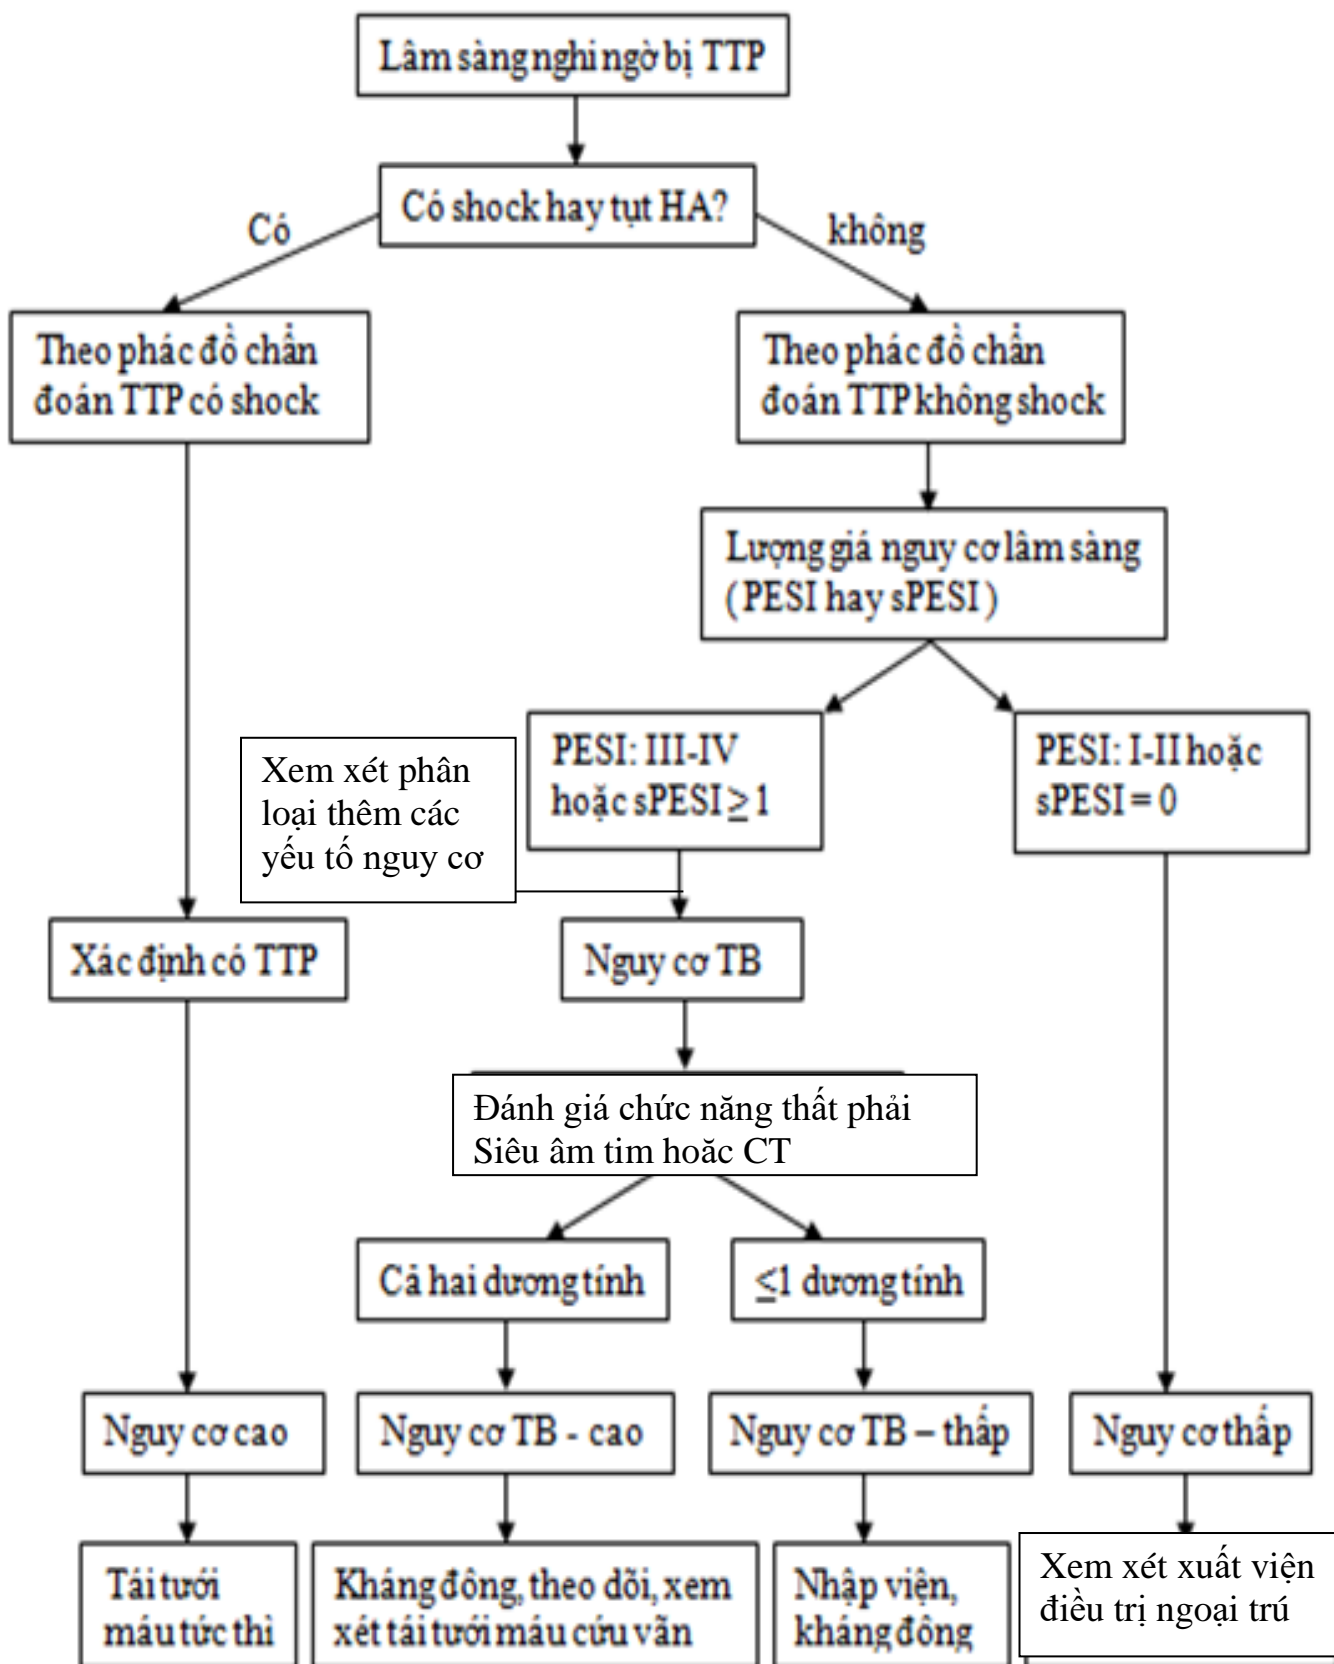 Lâm sàng nghi ngờ bị TTP
Có shock hay tụt HA?
Có
không
Theo phác đồ chẩn
đoán TTP có shock
Theo phác đồ chẩn
đoán TTP không shock
Lượng giá nguy cơ lâm sàng
( PESI hay sPESI )
PESI: III-IV
hoặc sPESI ≥ 1
PESI: I-II hoặc
sPESI = 0
Xem xét phân
loại thêm các
yếu tố nguy cơ
Xác định có TTP
Nguy cơ TB
Đánh giá chức năng thất phải
Siêu âm tim hoăc CT
Cả hai dương tính
≤1 dương tính
Nguy cơ cao
Nguy cơ TB - cao
Nguy cơ TB – thấp
Nguy cơ thấp
Tái tưới
máu tức thì
Kháng đông, theo dõi, xem
xét tái tưới máu cứu vãn
Nhập viện,
kháng đông
Xem xét xuất viện
điều trị ngoại trú